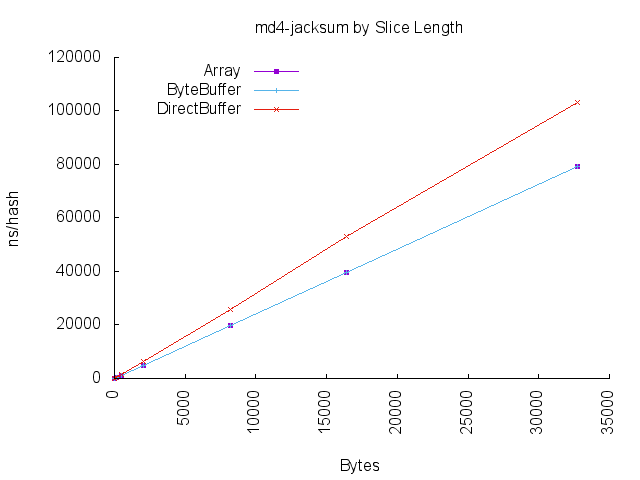 md4-jacksum by Slice Length
120000
100000
80000
60000
40000
20000
0
ns/hash
Array
ByteBuffer
DirectBuffer
0
5000
10000
15000
20000
25000
30000
35000
Bytes